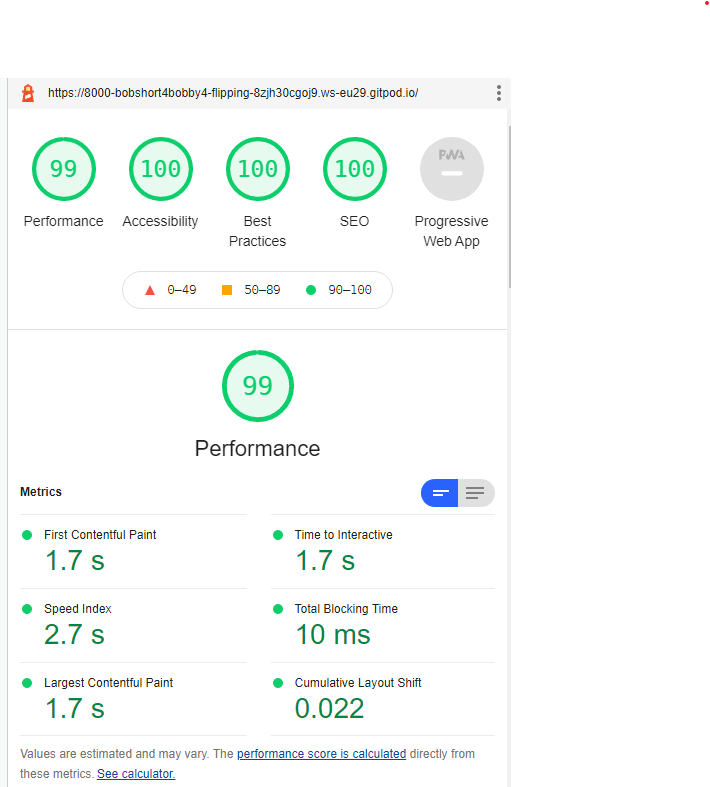 https://8000-bobshort4bobby4-flipping-8zjh30cgoj9.ws-eu29.gitpod.io/
99 100 100 100 PWA
Performance Accessibility Best Practices SEO Progressive Web App
0–49 50–89 90–100
99
Performance
Metrics
First Contentful Paint
1.7 s
Time to Interactive
1.7 s
Speed Index
2.7 s
Total Blocking Time
10 ms
Largest Contentful Paint
1.7 s
Cumulative Layout Shift
0.022
Values are estimated and may vary. The performance score is calculated directly from
these metrics. See calculator.